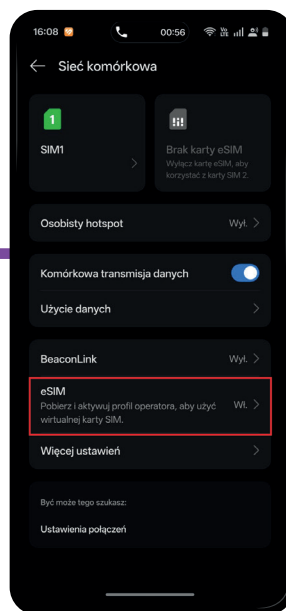 16:08 00:56
Sieć komórkowa
1
SIM1
Brak karty eSIM
Wyłącz kartę eSIM, aby
korzystać z karty SIM 2.
Osobisty hotspot Wył.
Komórkowa transmisja
danych
Użycie danych
BeaconLink Wył.
eSIM
Pobierz i aktywuj profil operatora, aby użyć Wł.
wirtualnej karty SIM.
Więcej ustawień
Być może tego szukasz:
Ustawienia połączeń